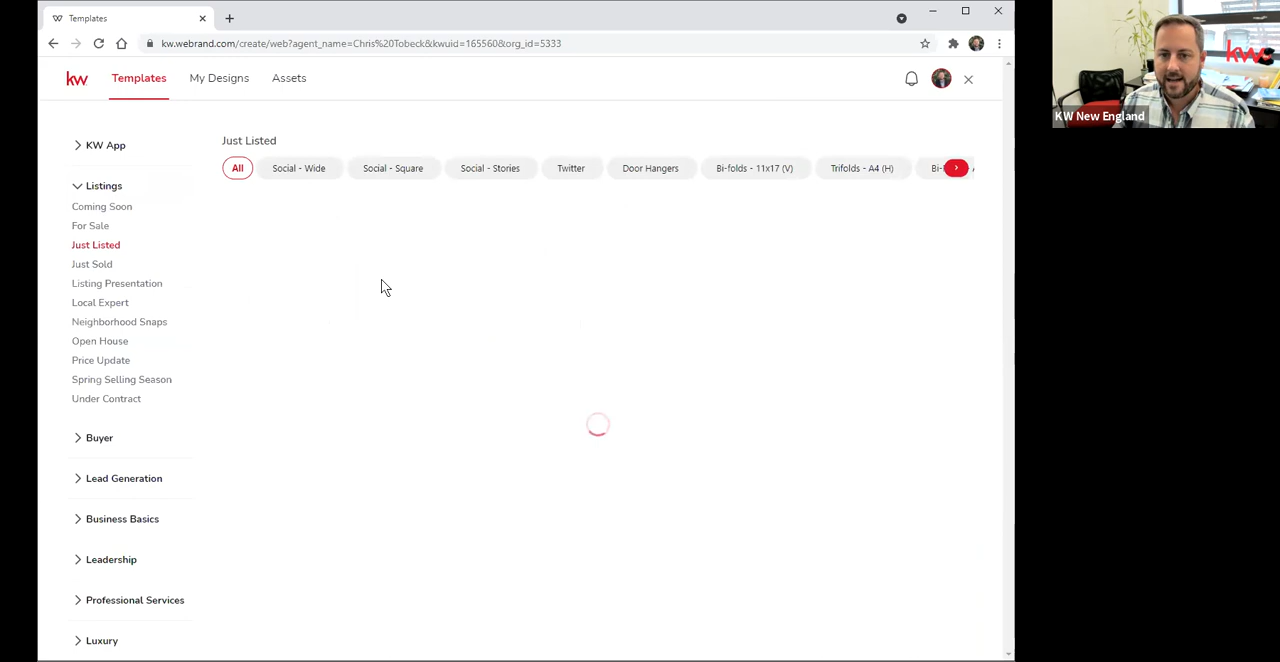 Templates
kw.webrand.com/create/web?agent_name=Chris%20Tobeck&kwuid=165560&org_id=5333
kw
Templates
My Designs
Assets
KW App
Listings
Coming Soon
For Sale
Just Listed
Just Sold
Listing Presentation
Local Expert
Neighborhood Snaps
Open House
Price Update
Spring Selling Season
Under Contract
Buyer
Lead Generation
Business Basics
Leadership
Professional Services
Luxury
Just Listed
All
Social - Wide
Social - Square
Social - Stories
Twitter
Door Hangers
Bi-folds - 11x17 (V)
Trifolds - A4 (H)
kw
KW New England